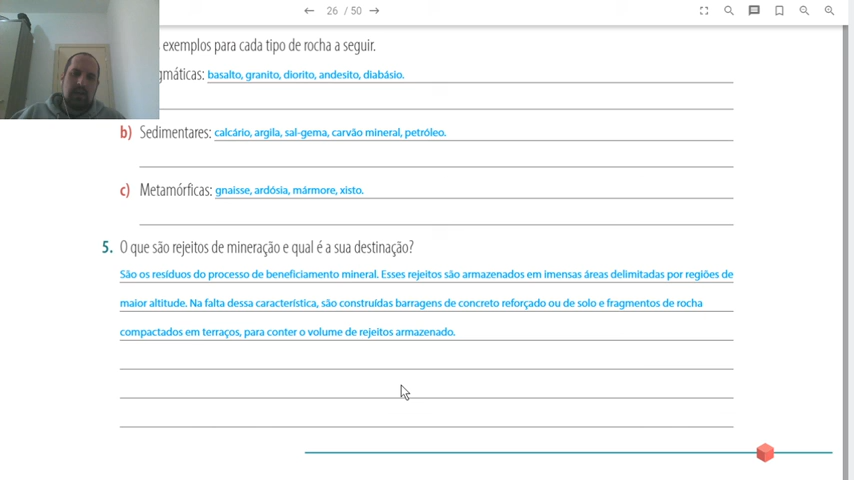 26 / 50
exemplos para cada tipo de rocha a seguir.
gmáticas: basalto, granito, diorito, andesito, diabásio.
b) Sedimentares: calcário, argila, sal-gema, carvão mineral, petróleo.
c) Metamórficas: gnaisse, ardósia, mármore, xisto.
5. O que são rejeitos de mineração e qual é a sua destinação?
São os resíduos do processo de beneficiamento mineral. Esses rejeitos são armazenados em imensas áreas delimitadas por regiões de
maior altitude. Na falta dessa característica, são construídas barragens de concreto reforçado ou de solo e fragmentos de rocha
compactados em terraços, para conter o volume de rejeitos armazenado.